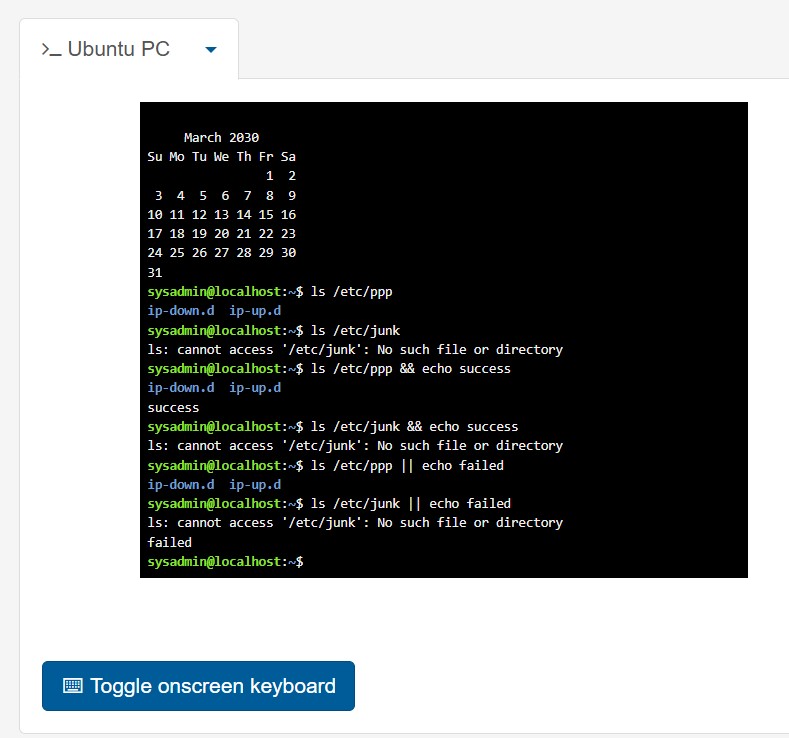 >_ Ubuntu PC
     March 2030
Su Mo Tu We Th Fr Sa
                1  2
 3  4  5  6  7  8  9
10 11 12 13 14 15 16
17 18 19 20 21 22 23
24 25 26 27 28 29 30
31
sysadmin@localhost:~$ ls /etc/ppp
ip-down.d  ip-up.d
sysadmin@localhost:~$ ls /etc/junk
ls: cannot access '/etc/junk': No such file or directory
sysadmin@localhost:~$ ls /etc/ppp && echo success
ip-down.d  ip-up.d
success
sysadmin@localhost:~$ ls /etc/junk && echo success
ls: cannot access '/etc/junk': No such file or directory
sysadmin@localhost:~$ ls /etc/ppp || echo failed
ip-down.d  ip-up.d
sysadmin@localhost:~$ ls /etc/junk || echo failed
ls: cannot access '/etc/junk': No such file or directory
failed
sysadmin@localhost:~$
Toggle onscreen keyboard